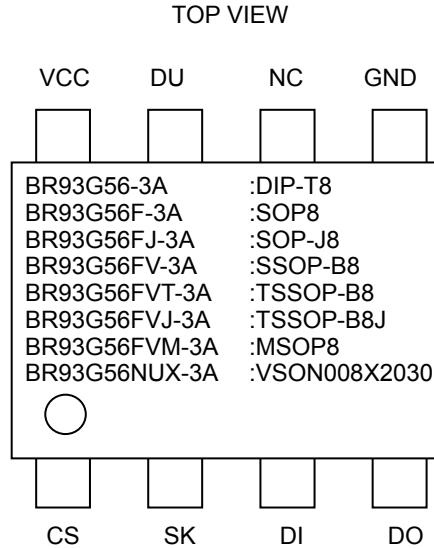 TOP VIEW
VCC DU NC GND
BR93G56-3A :DIP-T8
BR93G56F-3A :SOP8
BR93G56FJ-3A :SOP-J8
BR93G56FV-3A :SSOP-B8
BR93G56FVT-3A :TSSOP-B8
BR93G56FVJ-3A :TSSOP-B8J
BR93G56FVM-3A :MSOP8
BR93G56NUX-3A :VSON008X2030
CS SK DI DO